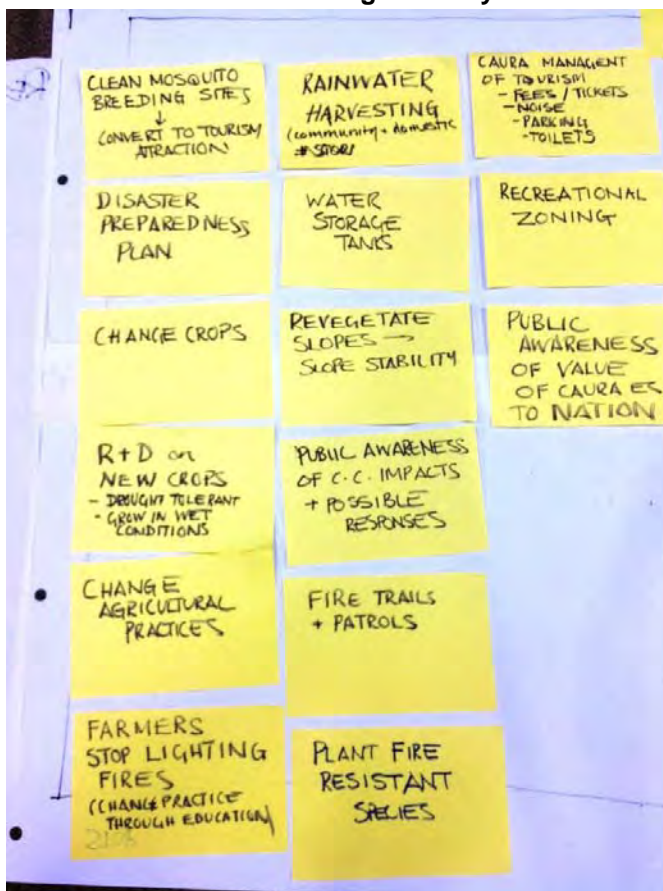 CLEAN MOSQUITO
BREEDING SITES
↓
CONVERT TO TOURISM
ATTRACTION
DISASTER
PREPAREDNESS
PLAN
CHANGE CROPS
R+D on
NEW CROPS
- DROUGHT TOLERANT
- GROW IN WET
CONDITIONS
CHANGE
AGRICULTURAL
PRACTICES
FARMERS
STOP LIGHTING
FIRES
(CHANGE PRACTICE
THROUGH EDUCATION)
RAINWATER
HARVESTING
(community + domestic
WATER
STORAGE
TANKS
REVEGETATE
SLOPES →
SLOPE STABILITY
PUBLIC AWARENESS
OF C.C. IMPACTS
+ POSSIBLE
RESPONSES
FIRE TRAILS
+ PATROLS
PLANT FIRE
RESISTANT
SPECIES
CAURA MANAGENT
OF TOURISM
- FEES / TICKETS
- NOISE
- PARKING
- TOILETS
RECREATIONAL
ZONING
PUBLIC
AWARENESS
OF VALUE
OF CAURA ES
TO NATION